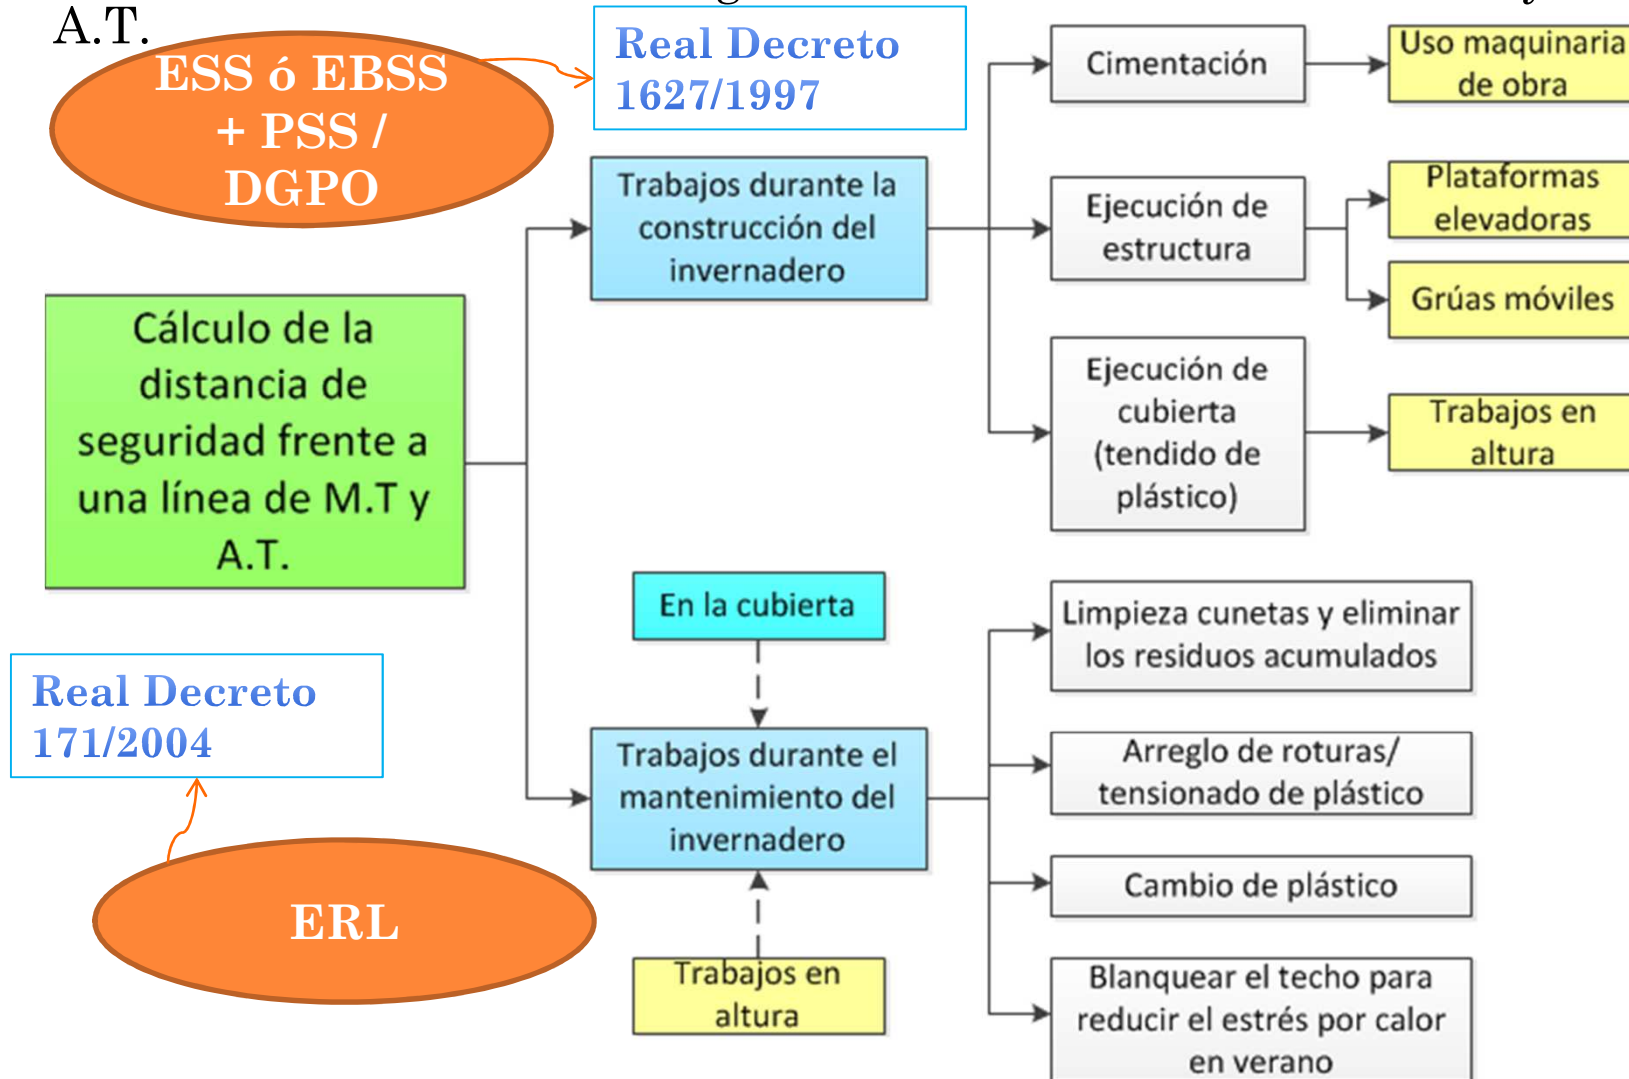 A.T.
ESS ó EBSS
+ PSS /
DGPO
Real Decreto
1627/1997
Cimentación
Uso maquinaria
de obra
Trabajos durante la
construcción del
invernadero
Ejecución de
estructura
Plataformas
elevadoras
Grúas móviles
Cálculo de la
distancia de
seguridad frente a
una línea de M.T y
A.T.
Ejecución de
cubierta
(tendido de
plástico)
Trabajos en
altura
En la cubierta
Limpieza cunetas y eliminar
los residuos acumulados
Real Decreto
171/2004
Trabajos durante el
mantenimiento del
invernadero
Arreglo de roturas/
tensionado de plástico
Cambio de plástico
ERL
Trabajos en
altura
Blanquear el techo para
reducir el estrés por calor
en verano